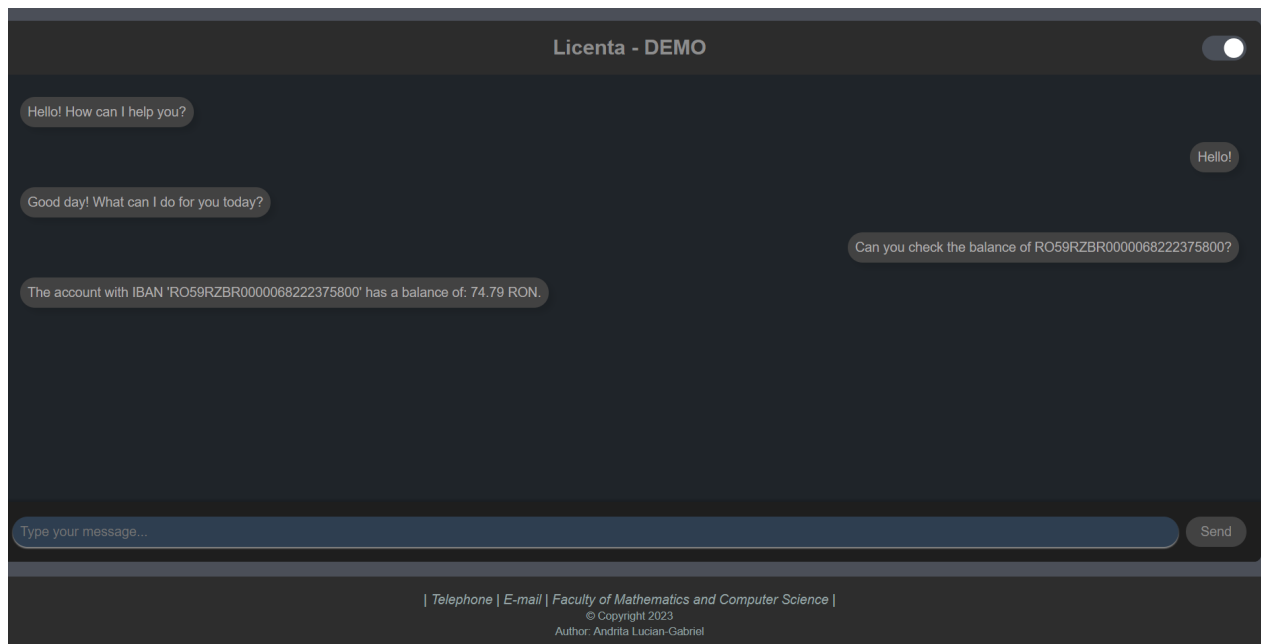 Licenta - DEMO
Hello! How can I help you?
Hello!
Good day! What can I do for you today?
Can you check the balance of RO59RZBR0000068222375800?
The account with IBAN 'RO59RZBR0000068222375800' has a balance of: 74.79 RON.
Type your message...
Send
| Telephone | E-mail | Faculty of Mathematics and Computer Science |
© Copyright 2023
Author: Andrita Lucian-Gabriel